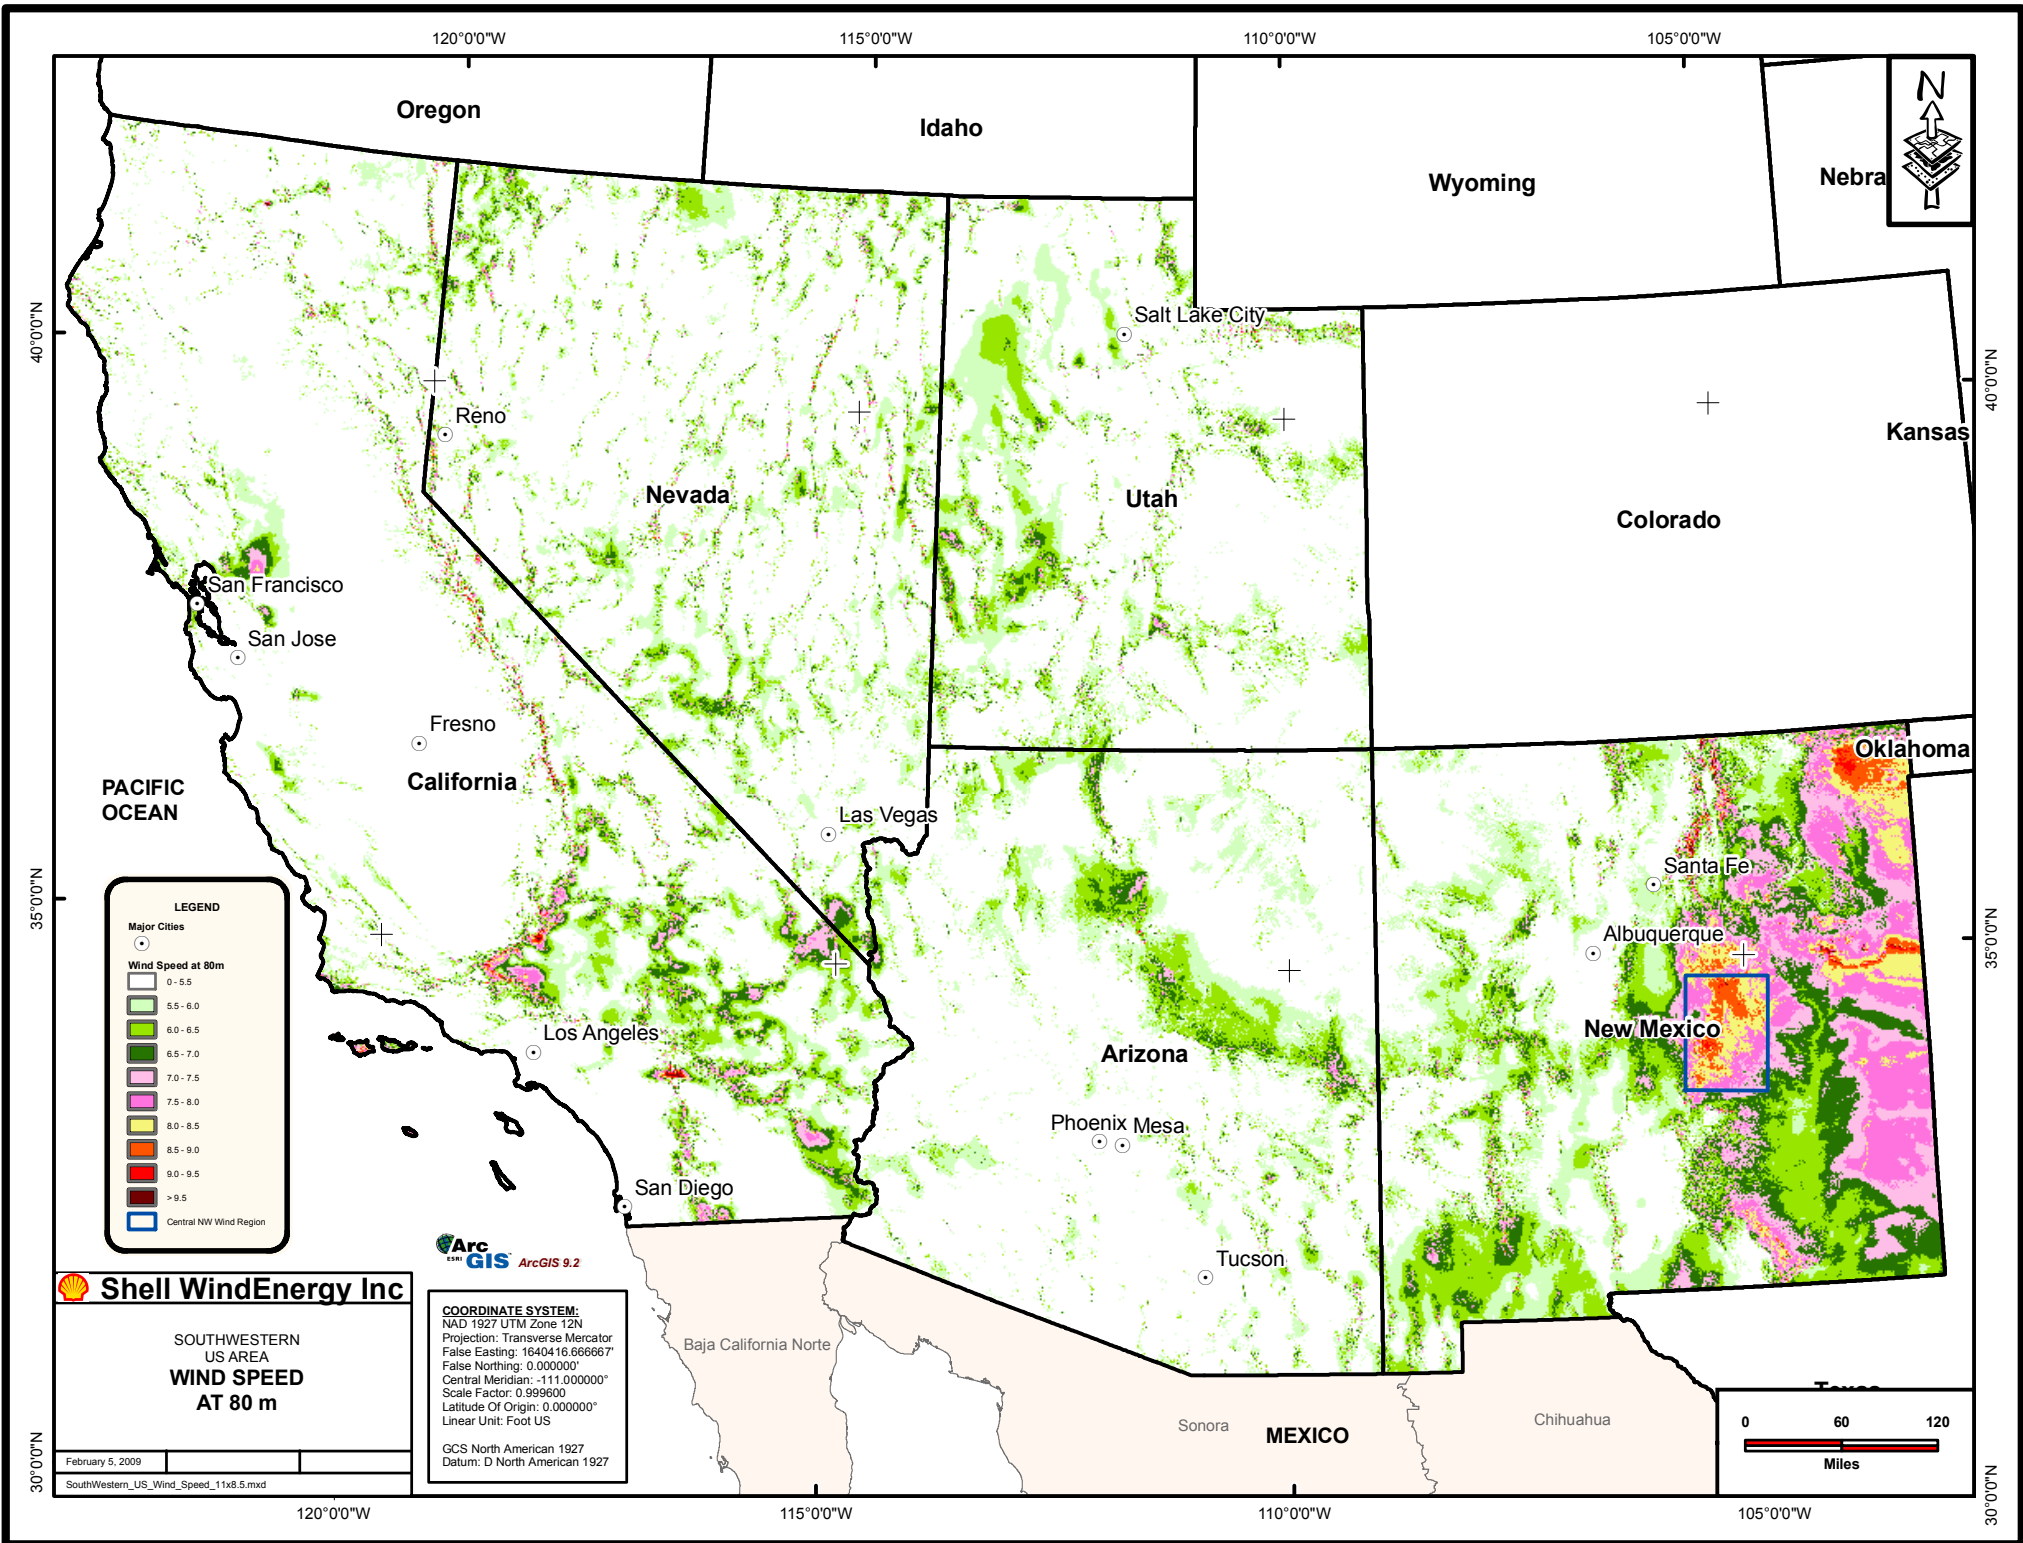 120°0'0"W
115°0'0"W
110°0'0"W
105°0'0"W
N
Oregon
Idaho
Wyoming
Nebra
40°0'0"N
Salt Lake City
40°0'0"N
Reno
Kansas
Nevada
Utah
Colorado
San Francisco
San Jose
Fresno
California
Oklahoma
PACIFIC
OCEAN
Las Vegas
Santa Fe
35°0'0"N
Albuquerque
35°0'0"N
Los Angeles
New Mexico
Arizona
Phoenix
Mesa
San Diego
Tucson
LEGEND
Major Cities
Wind Speed at 80m
0 - 5.5
5.5 - 6.0
6.0 - 6.5
6.5 - 7.0
7.0 - 7.5
7.5 - 8.0
8.0 - 8.5
8.5 - 9.0
9.0 - 9.5
> 9.5
Central NW Wind Region
Arc
ESRI GIS™ ArcGIS 9.2
Shell WindEnergy Inc
SOUTHWESTERN
US AREA
WIND SPEED
AT 80 m
February 5, 2009
SouthWestern_US_Wind_Speed_11x8.5.mxd
COORDINATE SYSTEM:
NAD 1927 UTM Zone 12N
Projection: Transverse Mercator
False Easting: 1640416.666667'
False Northing: 0.000000'
Central Meridian: -111.000000°
Scale Factor: 0.999600
Latitude Of Origin: 0.000000°
Linear Unit: Foot US
GCS North American 1927
Datum: D North American 1927
Baja California Norte
Sonora
MEXICO
Chihuahua
Texas
0 60 120
Miles
30°0'0"N
30°0'0"N
120°0'0"W
115°0'0"W
110°0'0"W
105°0'0"W